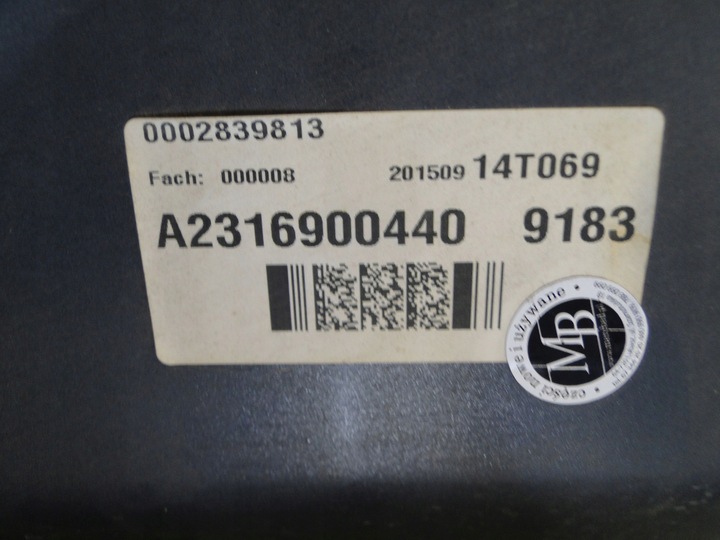 0002839813
Fach: 000008 201509 14T069
A2316900440 9183
MB
części nowe i używane